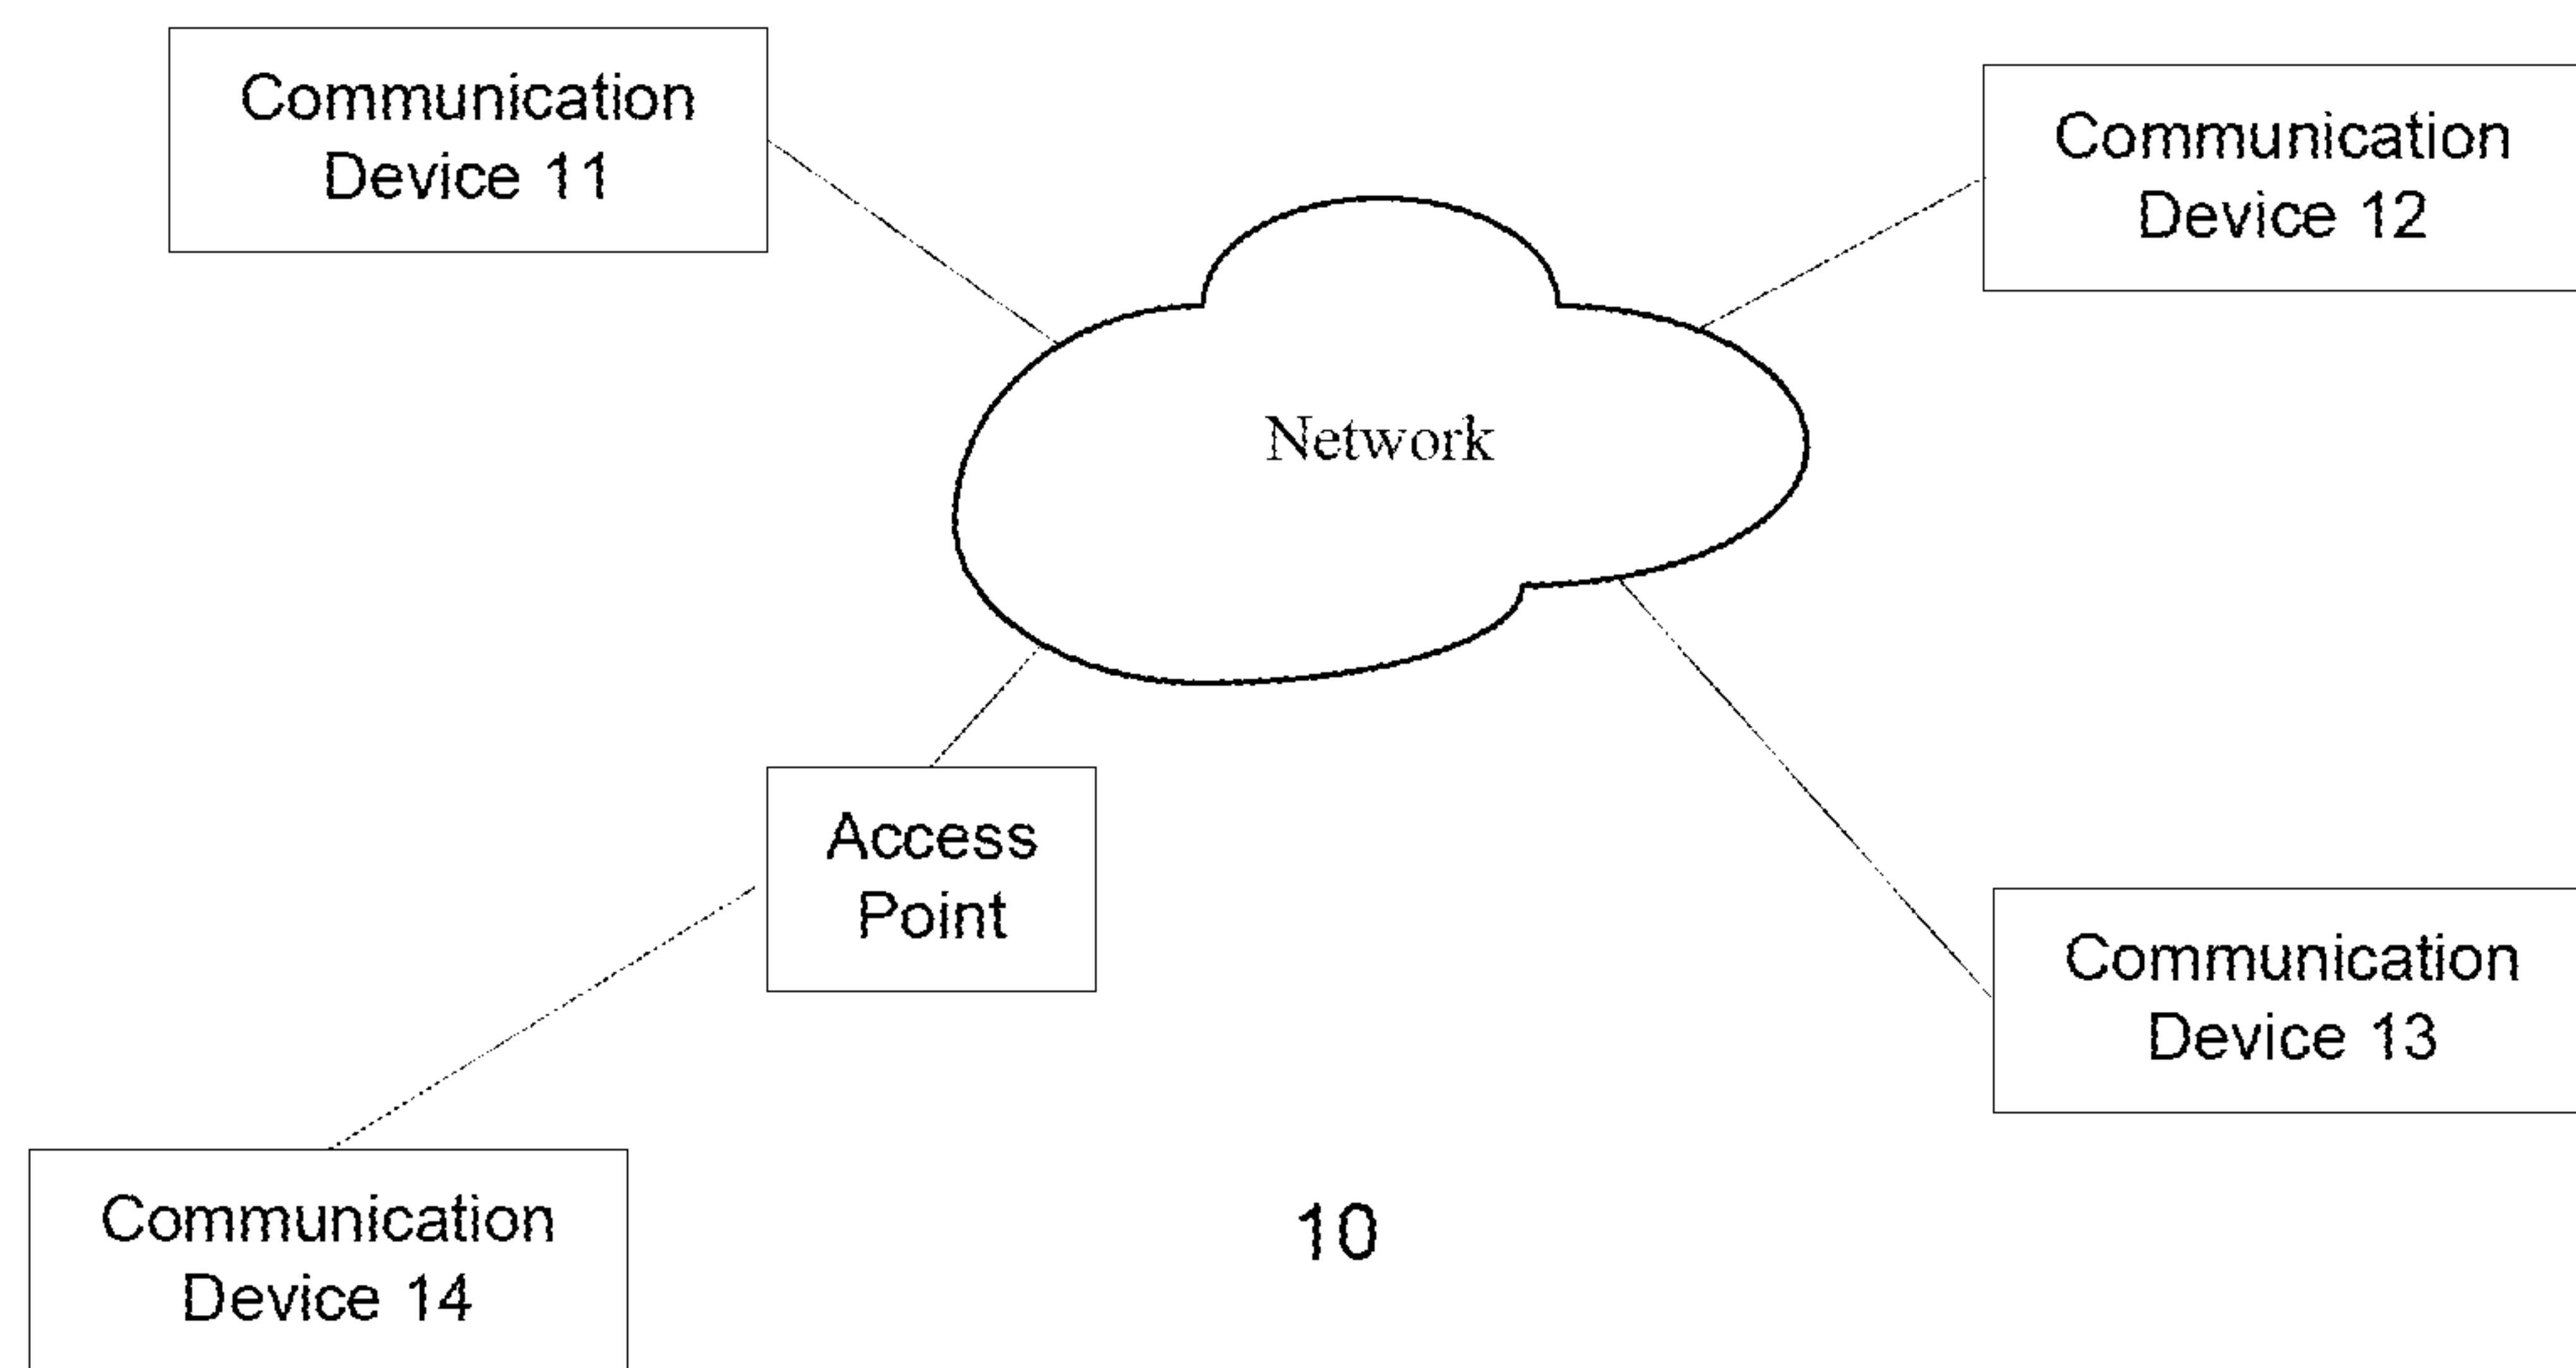 Communication
Device 11
Communication
Device 12
Network
Access
Point
Communication
Device 13
Communication
Device 14
10